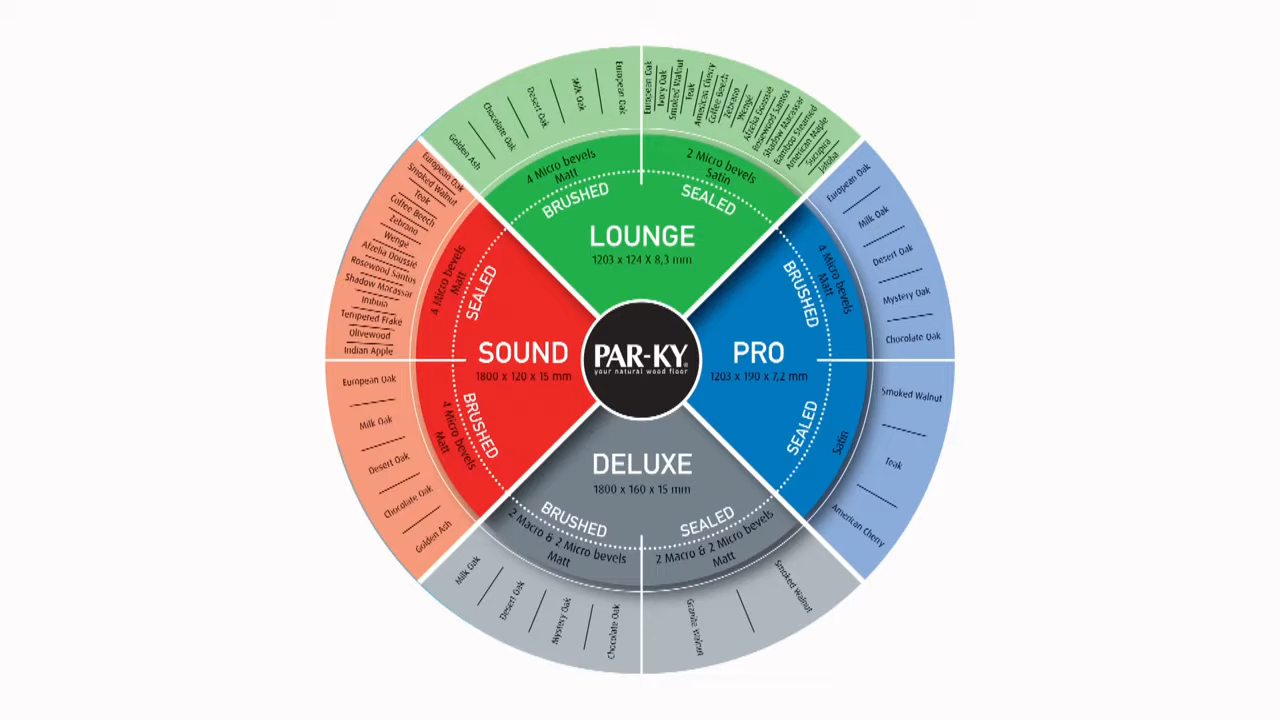 PAR-KY®
your natural wood floor
LOUNGE
1203 x 124 X 8,3 mm
BRUSHED
4 Micro bevels
Matt
Golden Ash
Chocolate Oak
Desert Oak
Milk Oak
European Oak
SEALED
2 Micro bevels
Satin
European Oak
Ivory Oak
Smoked Walnut
Teak
American Cherry
Coffee Beech
Zebrano
Wengé
Afzelia Doussié
Rosewood Santos
Shadow Macassar
Bamboo Steamed
American Maple
Sucupira
Jatoba
PRO
1203 x 190 x 7,2 mm
BRUSHED
4 Micro bevels
Matt
European Oak
Milk Oak
Desert Oak
Mystery Oak
Chocolate Oak
SEALED
Satin
Smoked Walnut
Teak
American Cherry
DELUXE
1800 x 160 x 15 mm
SEALED
2 Macro & 2 Micro bevels
Matt
Smoked Walnut
Granite Walnut
BRUSHED
2 Macro & 2 Micro bevels
Matt
Chocolate Oak
Mystery Oak
Desert Oak
Milk Oak
SOUND
1800 x 120 x 15 mm
BRUSHED
4 Micro bevels
Matt
European Oak
Milk Oak
Desert Oak
Chocolate Oak
Golden Ash
SEALED
4 Micro bevels
Matt
European Oak
Smoked Walnut
Teak
Coffee Beech
Zebrano
Wengé
Afzelia Doussié
Rosewood Santos
Shadow Macassar
Imbuia
Tempered Frake
Olivewood
Indian Apple